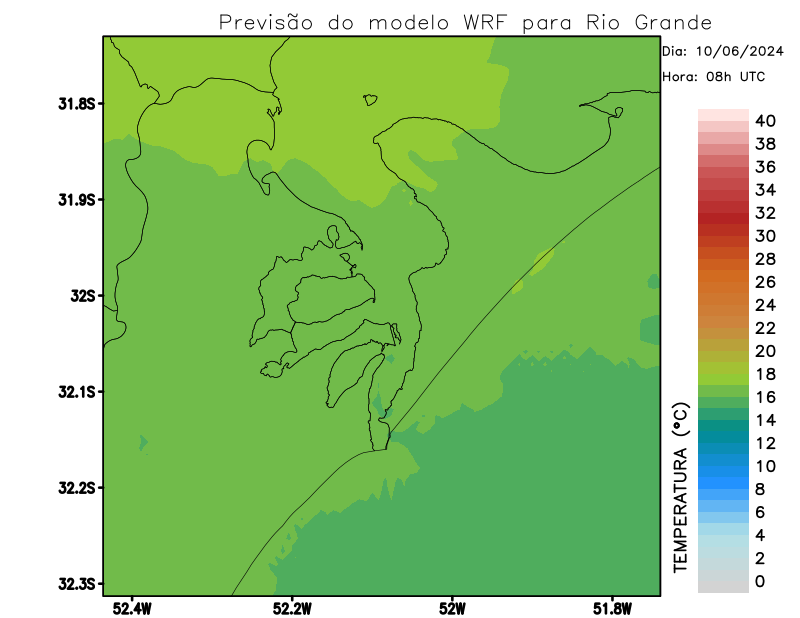 Previsão do modelo WRF para Rio Grande
Dia: 10/06/2024
Hora: 08h UTC
31.8S
31.9S
32S
32.1S
32.2S
32.3S
52.4W
52.2W
52W
51.8W
TEMPERATURA (°C)
40
38
36
34
32
30
28
26
24
22
20
18
16
14
12
10
8
6
4
2
0